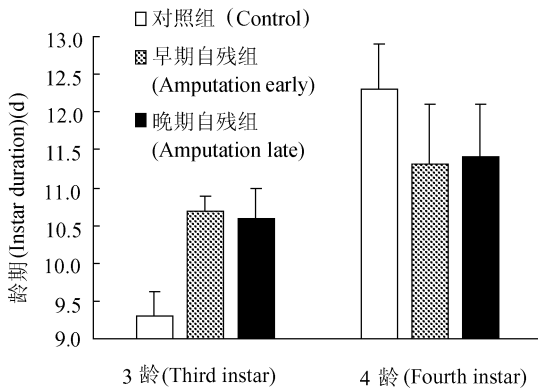 对照组 (Control)
早期自残组
(Amputation early)
晚期自残组
(Amputation late)
龄期(Instar duration)(d)
13.0
12.5
12.0
11.5
11.0
10.5
10.0
9.5
9.0
3 龄(Third instar)
4 龄(Fourth instar)